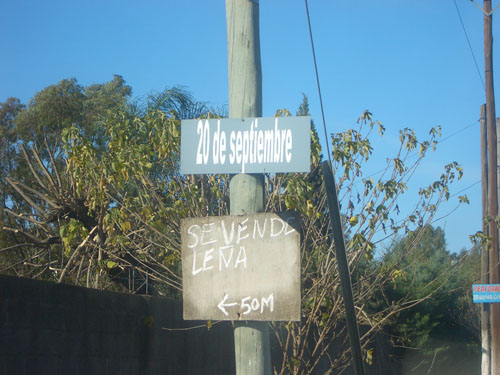 20 de septiembre
SE VENDE
LEÑA
← 50M